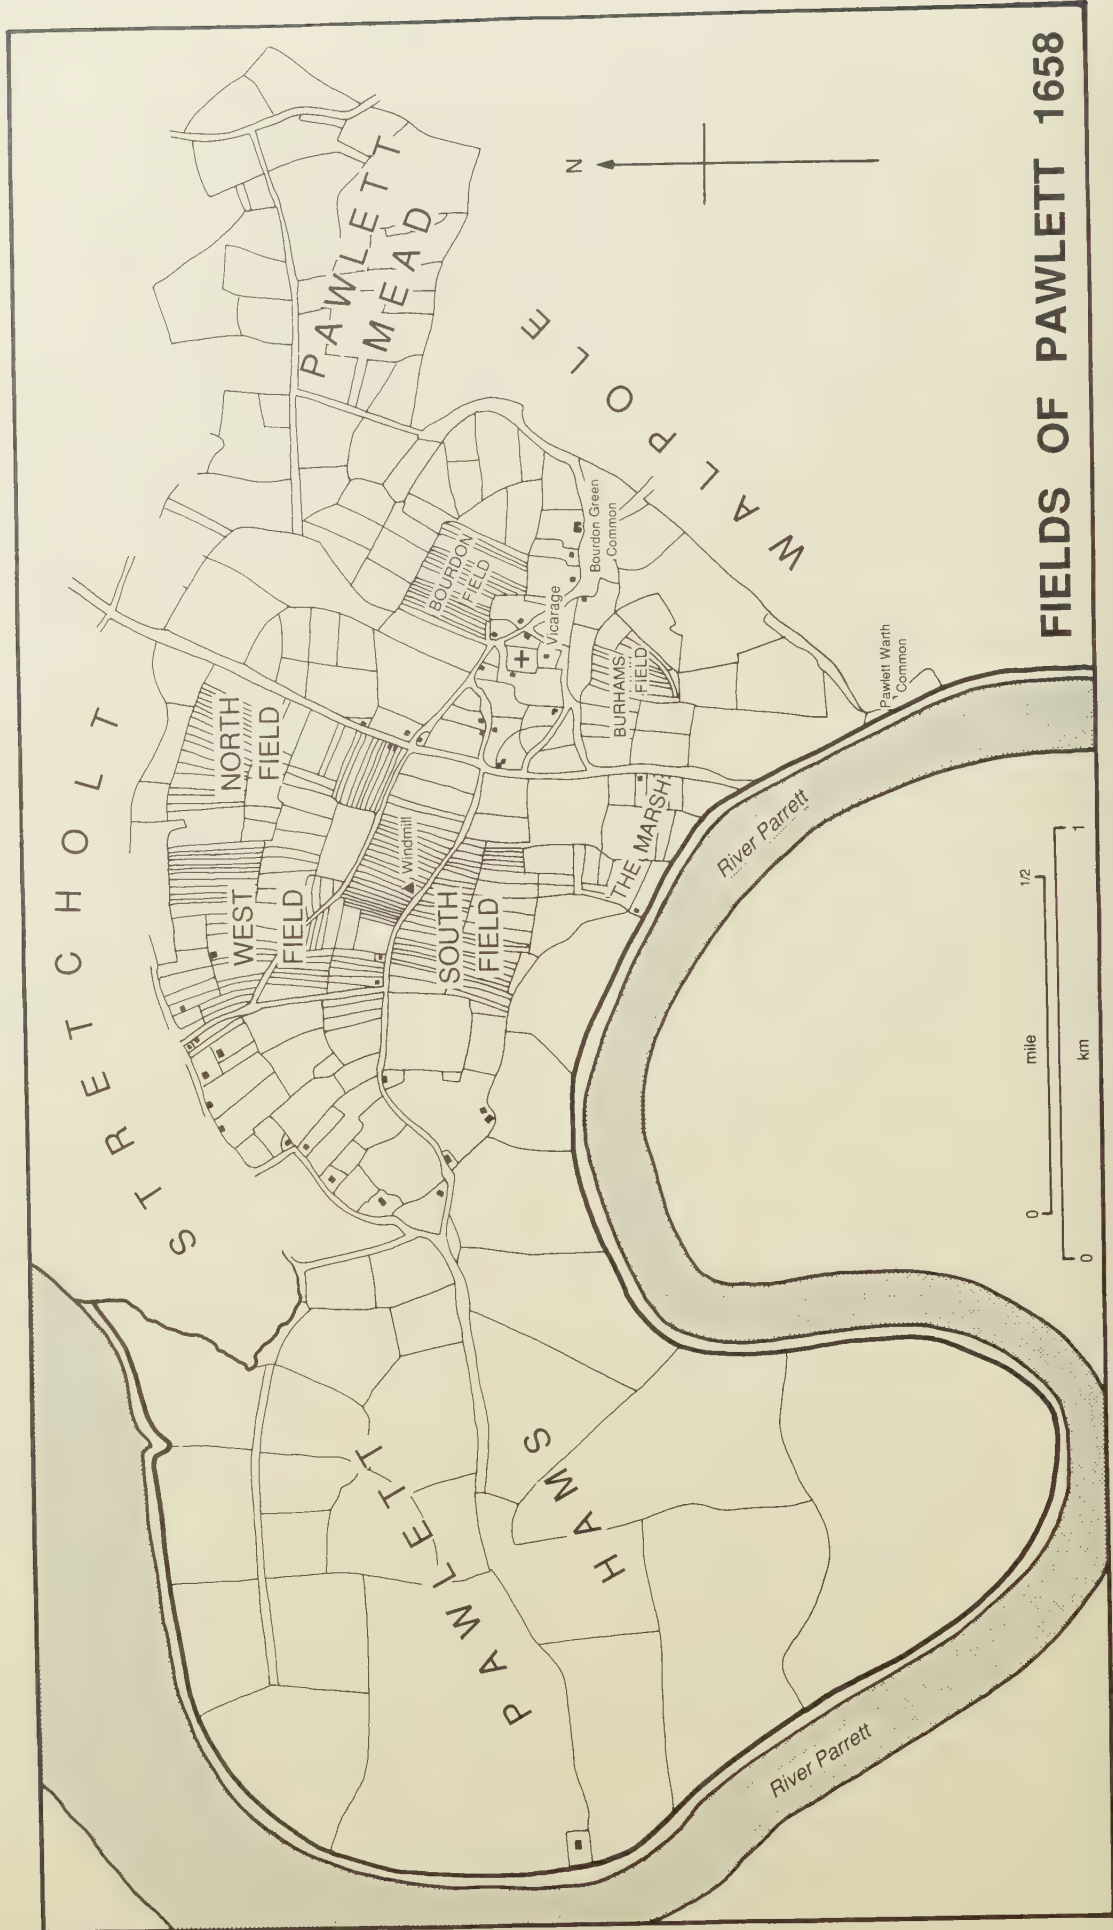 STRETCHOLT
NORTH
FIELD
WEST
FIELD
BOURDON
FIELD
PAWLETT
MEAD
N
WALPOLE
Windmill
SOUTH
FIELD
Vicarage
Bourdon Green
Common
BURHAMS
FIELD
THE MARSH
Pawlett Warth
Common
PAWLETT
HAMS
River Parrett
River Parrett
0 mile 1/2
0 km 1
FIELDS OF PAWLETT 1658